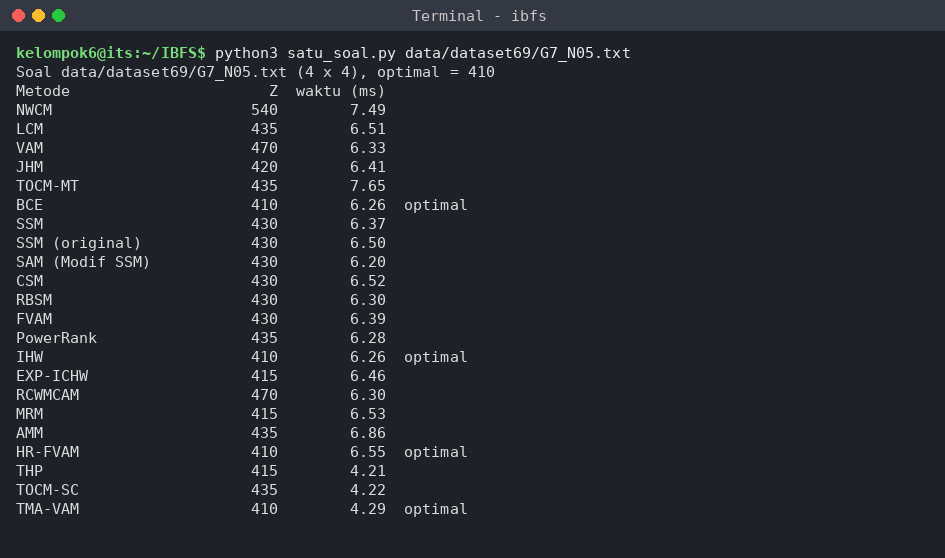 Terminal - ibfs
kelompok6@its:~/IBFS$ python3 satu_soal.py data/dataset69/G7_N05.txt
Soal data/dataset69/G7_N05.txt (4 x 4), optimal = 410
Metode                      Z  waktu (ms)
NWCM                      540        7.49
LCM                       435        6.51
VAM                       470        6.33
JHM                       420        6.41
TOCM-MT                   435        7.65
BCE                       410        6.26  optimal
SSM                       430        6.37
SSM (original)            430        6.50
SAM (Modif SSM)           430        6.20
CSM                       430        6.52
RBSM                      430        6.30
FVAM                      430        6.39
PowerRank                 435        6.28
IHW                       410        6.26  optimal
EXP-ICHW                  415        6.46
RCWMCAM                   470        6.30
MRM                       415        6.53
AMM                       435        6.86
HR-FVAM                   410        6.55  optimal
THP                       415        4.21
TOCM-SC                   435        4.22
TMA-VAM                   410        4.29  optimal